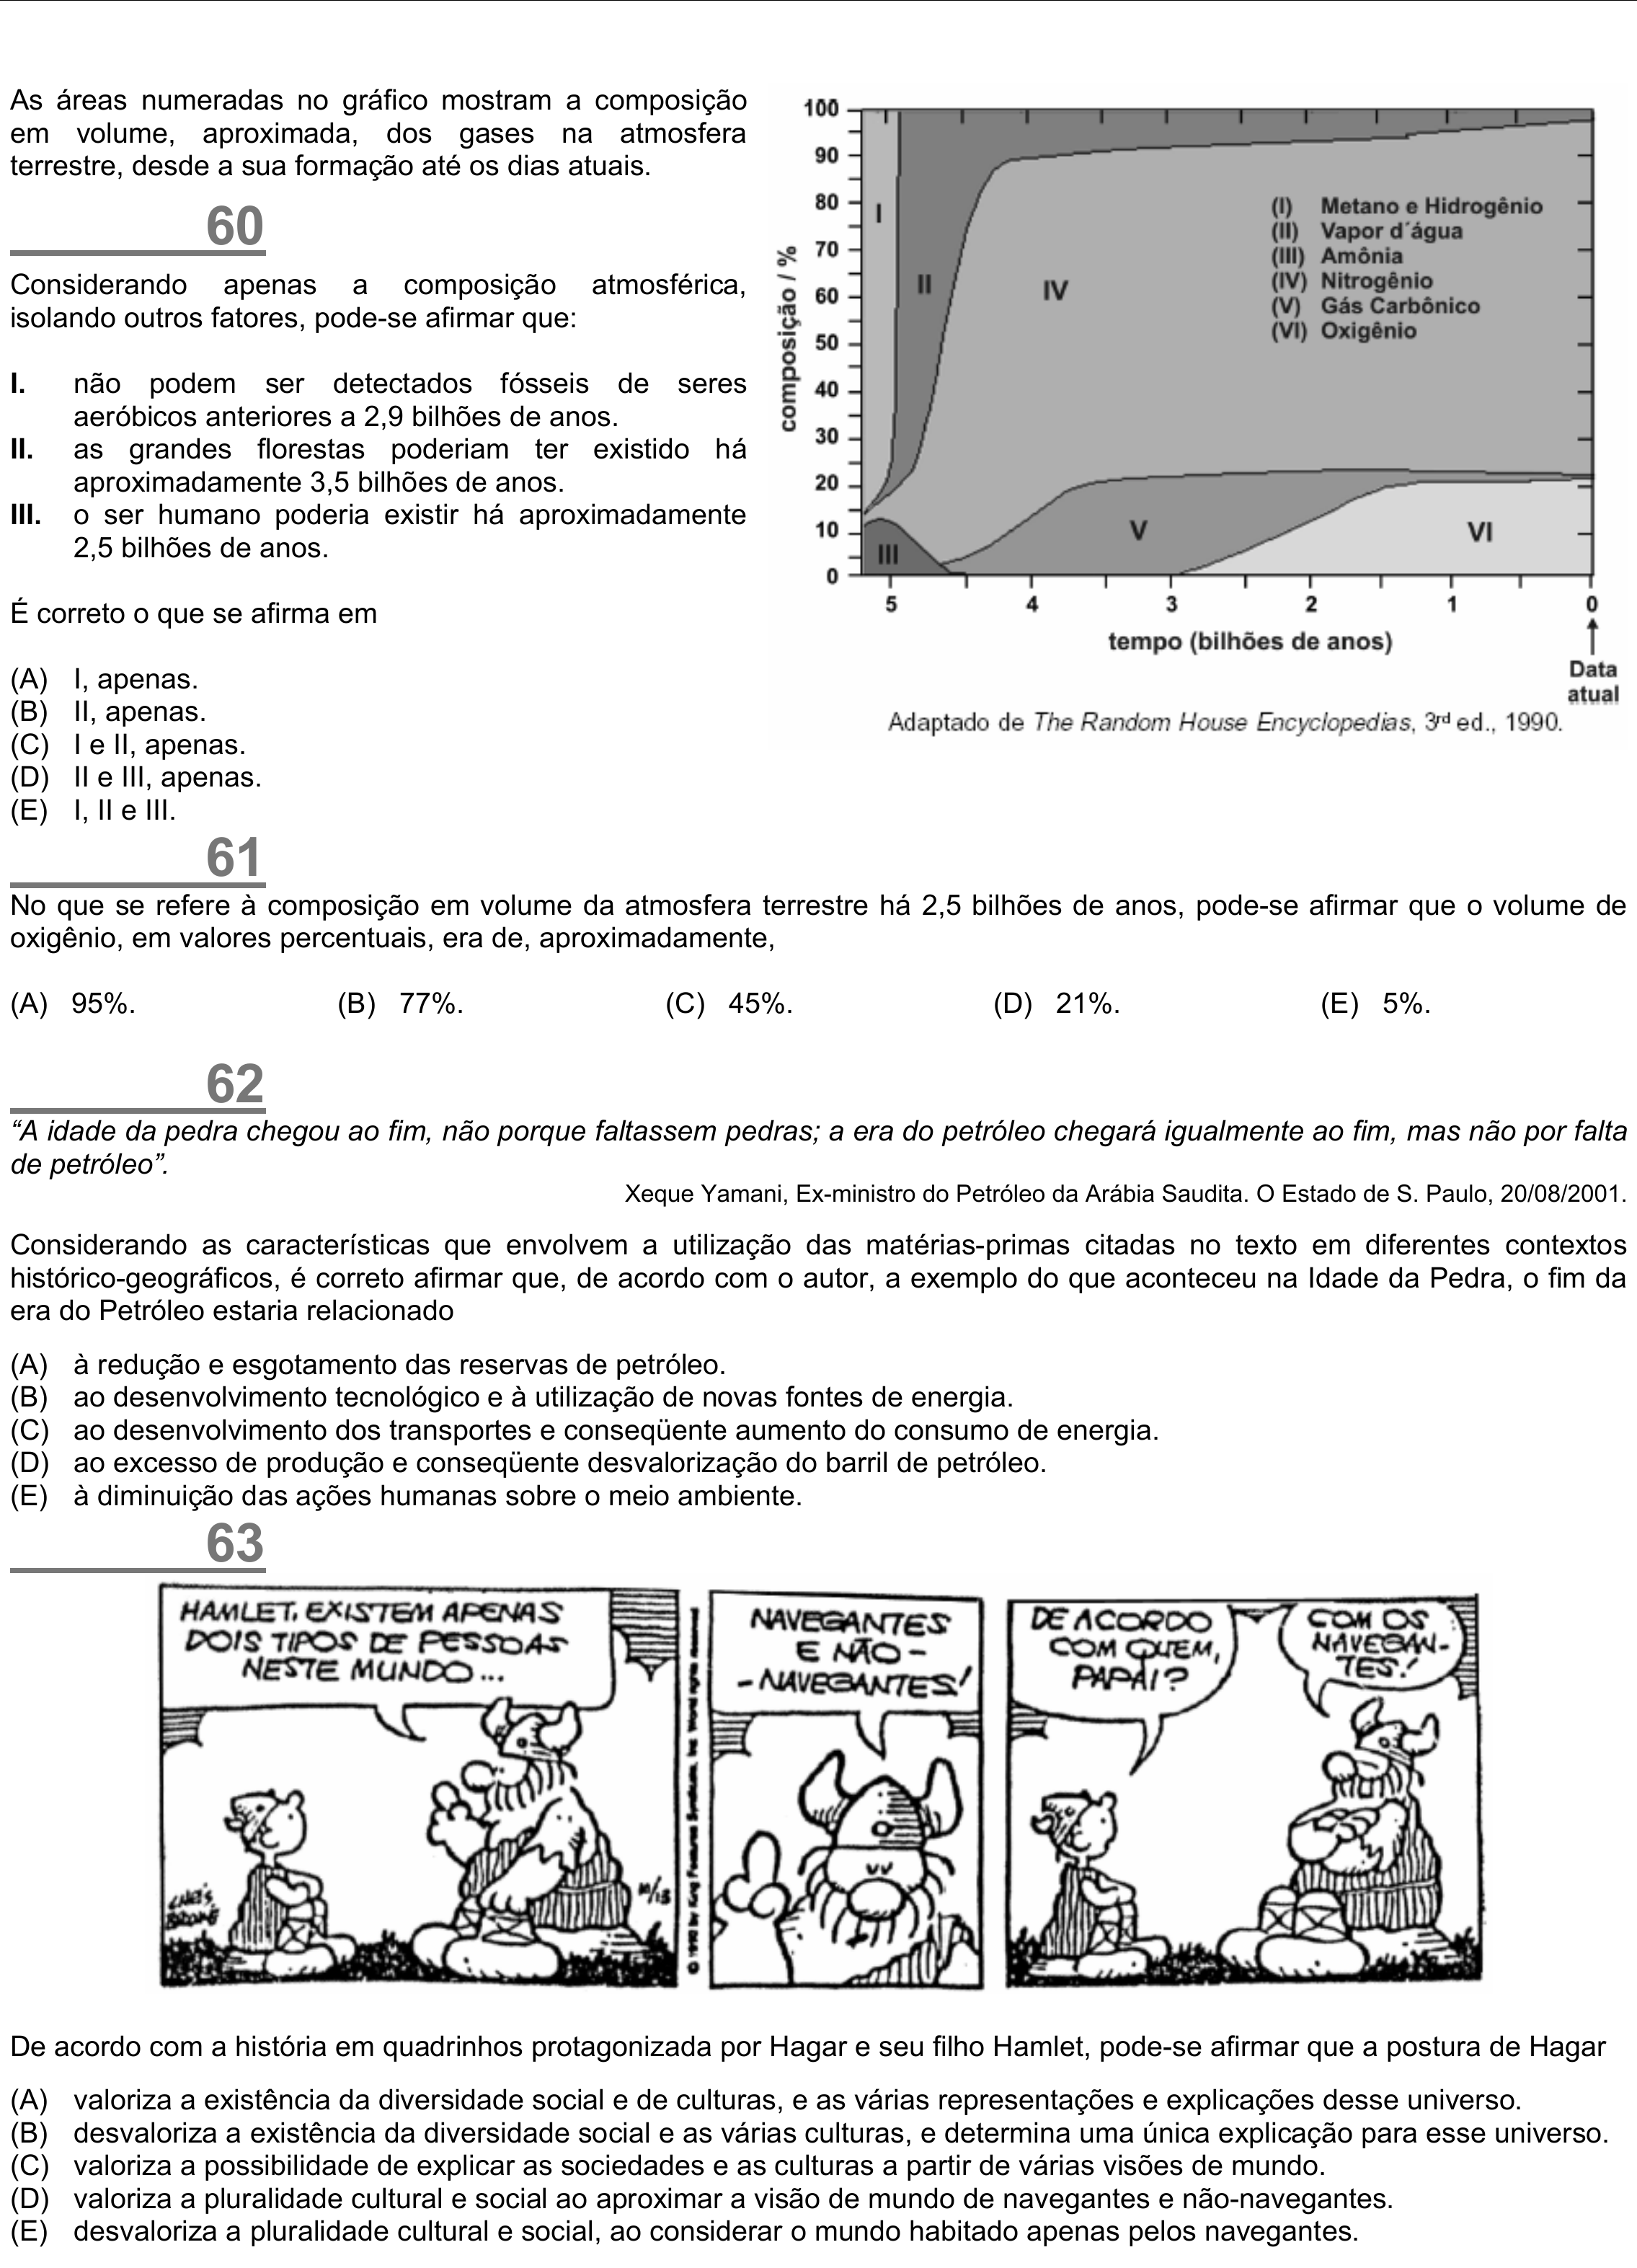 As áreas numeradas no gráfico mostram a composição
em volume, aproximada, dos gases na atmosfera
terrestre, desde a sua formação até os dias atuais.
60
Considerando apenas a composição atmosférica,
isolando outros fatores, pode-se afirmar que:
I. não podem ser detectados fósseis de seres
aeróbicos anteriores a 2,9 bilhões de anos.
II. as grandes florestas poderiam ter existido há
aproximadamente 3,5 bilhões de anos.
III. o ser humano poderia existir há aproximadamente
2,5 bilhões de anos.
É correto o que se afirma em
(A) I, apenas.
(B) II, apenas.
(C) I e II, apenas.
(D) II e III, apenas.
(E) I, II e III.
composição / %
100
90
80
70
60
50
40
30
20
10
0
I
II
III
IV
V
VI
(I) Metano e Hidrogênio
(II) Vapor d´água
(III) Amônia
(IV) Nitrogênio
(V) Gás Carbônico
(VI) Oxigênio
5 4 3 2 1 0
tempo (bilhões de anos)
Data
atual
Adaptado de The Random House Encyclopedias, 3rd ed., 1990.
61
No que se refere à composição em volume da atmosfera terrestre há 2,5 bilhões de anos, pode-se afirmar que o volume de
oxigênio, em valores percentuais, era de, aproximadamente,
(A) 95%. (B) 77%. (C) 45%. (D) 21%. (E) 5%.
62
“A idade da pedra chegou ao fim, não porque faltassem pedras; a era do petróleo chegará igualmente ao fim, mas não por falta
de petróleo”.
Xeque Yamani, Ex-ministro do Petróleo da Arábia Saudita. O Estado de S. Paulo, 20/08/2001.
Considerando as características que envolvem a utilização das matérias-primas citadas no texto em diferentes contextos
histórico-geográficos, é correto afirmar que, de acordo com o autor, a exemplo do que aconteceu na Idade da Pedra, o fim da
era do Petróleo estaria relacionado
(A) à redução e esgotamento das reservas de petróleo.
(B) ao desenvolvimento tecnológico e à utilização de novas fontes de energia.
(C) ao desenvolvimento dos transportes e conseqüente aumento do consumo de energia.
(D) ao excesso de produção e conseqüente desvalorização do barril de petróleo.
(E) à diminuição das ações humanas sobre o meio ambiente.
63
HAMLET, EXISTEM APENAS
DOIS TIPOS DE PESSOAS
NESTE MUNDO...
NAVEGANTES
E NÃO-
-NAVEGANTES!
DE ACORDO
COM QUEM,
PAPAI?
COM OS
NAVEGAN-
TES!
© 1990 by King Features Syndicate, Inc. World rights reserved
10/13
De acordo com a história em quadrinhos protagonizada por Hagar e seu filho Hamlet, pode-se afirmar que a postura de Hagar
(A) valoriza a existência da diversidade social e de culturas, e as várias representações e explicações desse universo.
(B) desvaloriza a existência da diversidade social e as várias culturas, e determina uma única explicação para esse universo.
(C) valoriza a possibilidade de explicar as sociedades e as culturas a partir de várias visões de mundo.
(D) valoriza a pluralidade cultural e social ao aproximar a visão de mundo de navegantes e não-navegantes.
(E) desvaloriza a pluralidade cultural e social, ao considerar o mundo habitado apenas pelos navegantes.